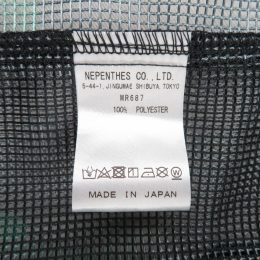 NEPENTHES CO., LTD.
5-44-1, JINGUMAE SHIBUYA, TOKYO
MR687
100% POLYESTER
MADE IN JAPAN